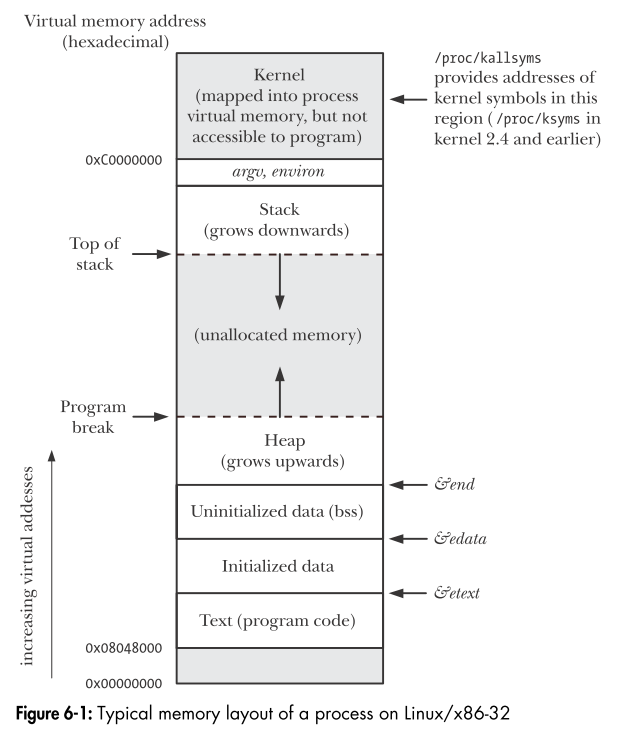 Virtual memory address
(hexadecimal)
Kernel
(mapped into process
virtual memory, but not
accessible to program)
/proc/kallsyms
provides addresses of
kernel symbols in this
region (/proc/ksyms in
kernel 2.4 and earlier)
0xC0000000
argv, environ
Stack
(grows downwards)
Top of
stack
(unallocated memory)
Program
break
Heap
(grows upwards)
&end
Uninitialized data (bss)
&edata
Initialized data
&etext
Text (program code)
0x08048000
0x00000000
increasing virtual addesses
Figure 6-1: Typical memory layout of a process on Linux/x86-32